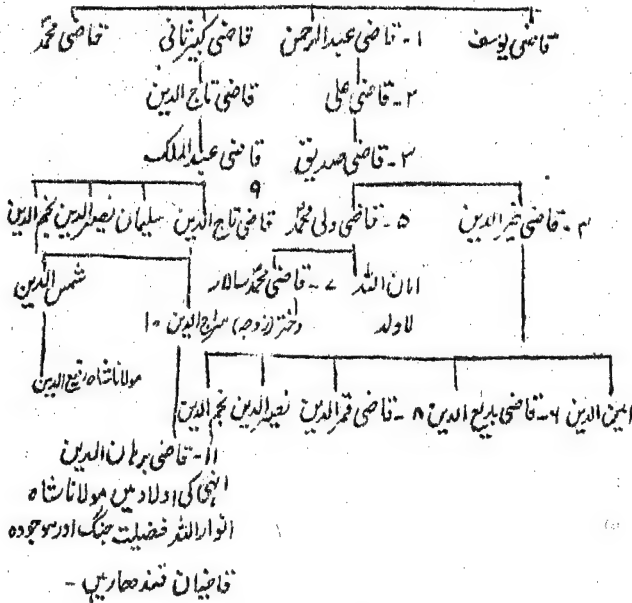 قاضی یوسف ۱۔ قاضی عبدالرحمن قاضی کبیر ثانی قاضی محمد
۲۔ قاضی علی قاضی تاج الدین
۳۔ قاضی صدیق قاضی عبدالملک
۴۔ قاضی خیر الدین ۵۔ قاضی ولی محمد ۹ قاضی تاج الدین سلیمان نصیر الدین نجم الدین
امان اللہ ۷۔ قاضی محمد سالار شمس الدین
لاولد دختر (زوجہ) سراج الدین ۱۰
مولانا شاہ رفیع الدین
امین الدین ۶۔ قاضی بدیع الدین ۸۔ قاضی قمر الدین نصیر الدین نجم الدین
۱۱۔ قاضی برہان الدین
انہی کی اولاد میں مولانا شاہ
انوار اللہ فضیلت جنگ اور موجودہ
قاضیان قندھار ہیں۔